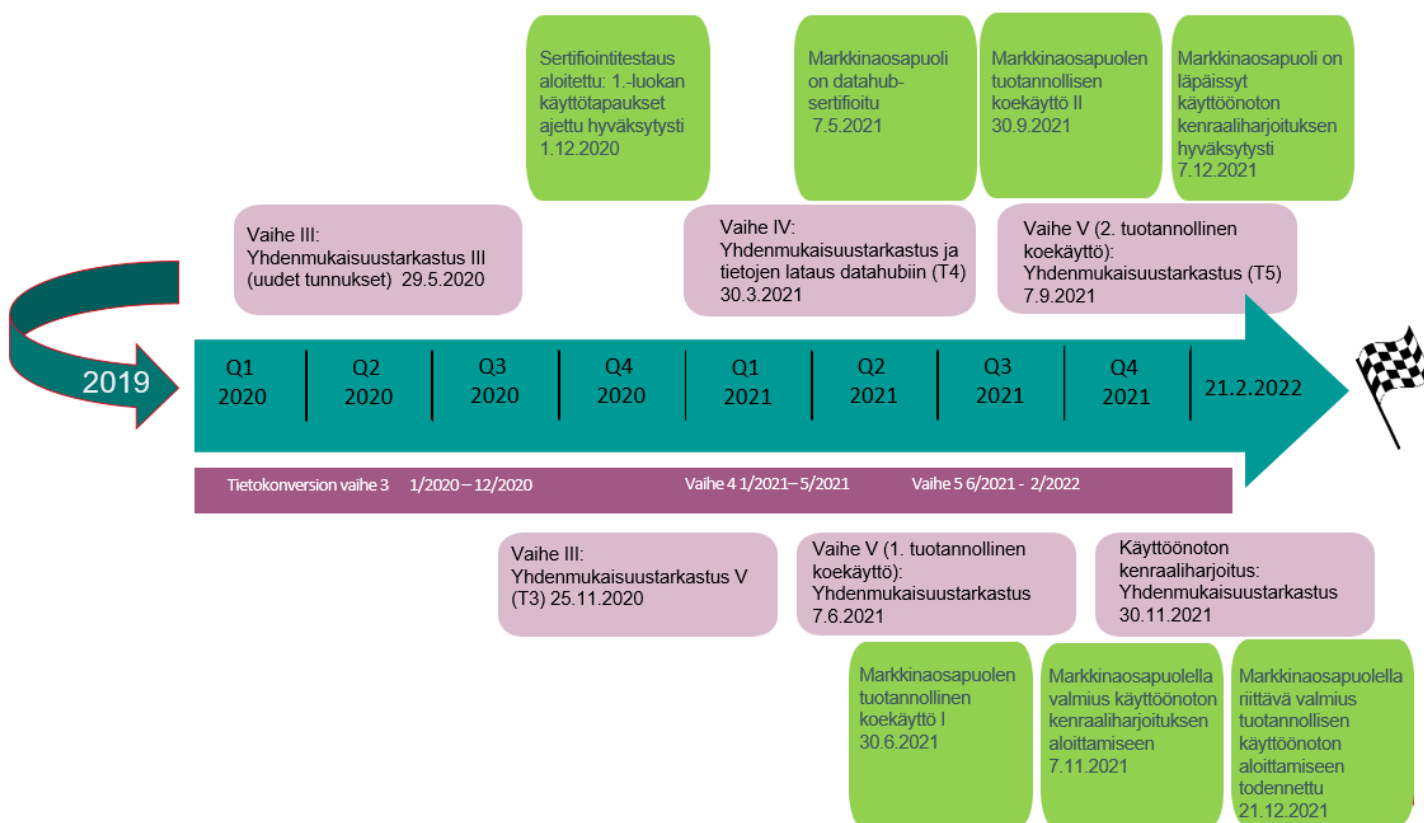 Sertifiointitestaus
aloitettu: 1.-luokan
käyttötapaukset
ajettu hyväksytysti
1.12.2020
Markkinaosapuoli
on datahub-
sertifioitu
7.5.2021
Markkinaosapuolen
tuotannollisen
koekäyttö II
30.9.2021
Markkinaosapuoli on
läpäissyt
käyttöönoton
kenraaliharjoituksen
hyväksytysti
7.12.2021
Vaihe III:
Yhdenmukaisuustarkastus III
(uudet tunnukset) 29.5.2020
Vaihe IV:
Yhdenmukaisuustarkastus ja
tietojen lataus datahubiin (T4)
30.3.2021
Vaihe V (2. tuotannollinen
koekäyttö):
Yhdenmukaisuustarkastus (T5)
7.9.2021
2019
Q1
2020
Q2
2020
Q3
2020
Q4
2020
Q1
2021
Q2
2021
Q3
2021
Q4
2021
21.2.2022
Tietokonversion vaihe 3 1/2020 – 12/2020
Vaihe 4 1/2021– 5/2021
Vaihe 5 6/2021 - 2/2022
Vaihe III:
Yhdenmukaisuustarkastus V
(T3) 25.11.2020
Vaihe V (1. tuotannollinen
koekäyttö):
Yhdenmukaisuustarkastus
7.6.2021
Käyttöönoton
kenraaliharjoitus:
Yhdenmukaisuustarkastus
30.11.2021
Markkinaosapuolen
tuotannollinen
koekäyttö I
30.6.2021
Markkinaosapuolella
valmius käyttöönoton
kenraaliharjoituksen
aloittamiseen
7.11.2021
Markkinaosapuolella
riittävä valmius
tuotannollisen
käyttöönoton
aloittamiseen
todennettu
21.12.2021